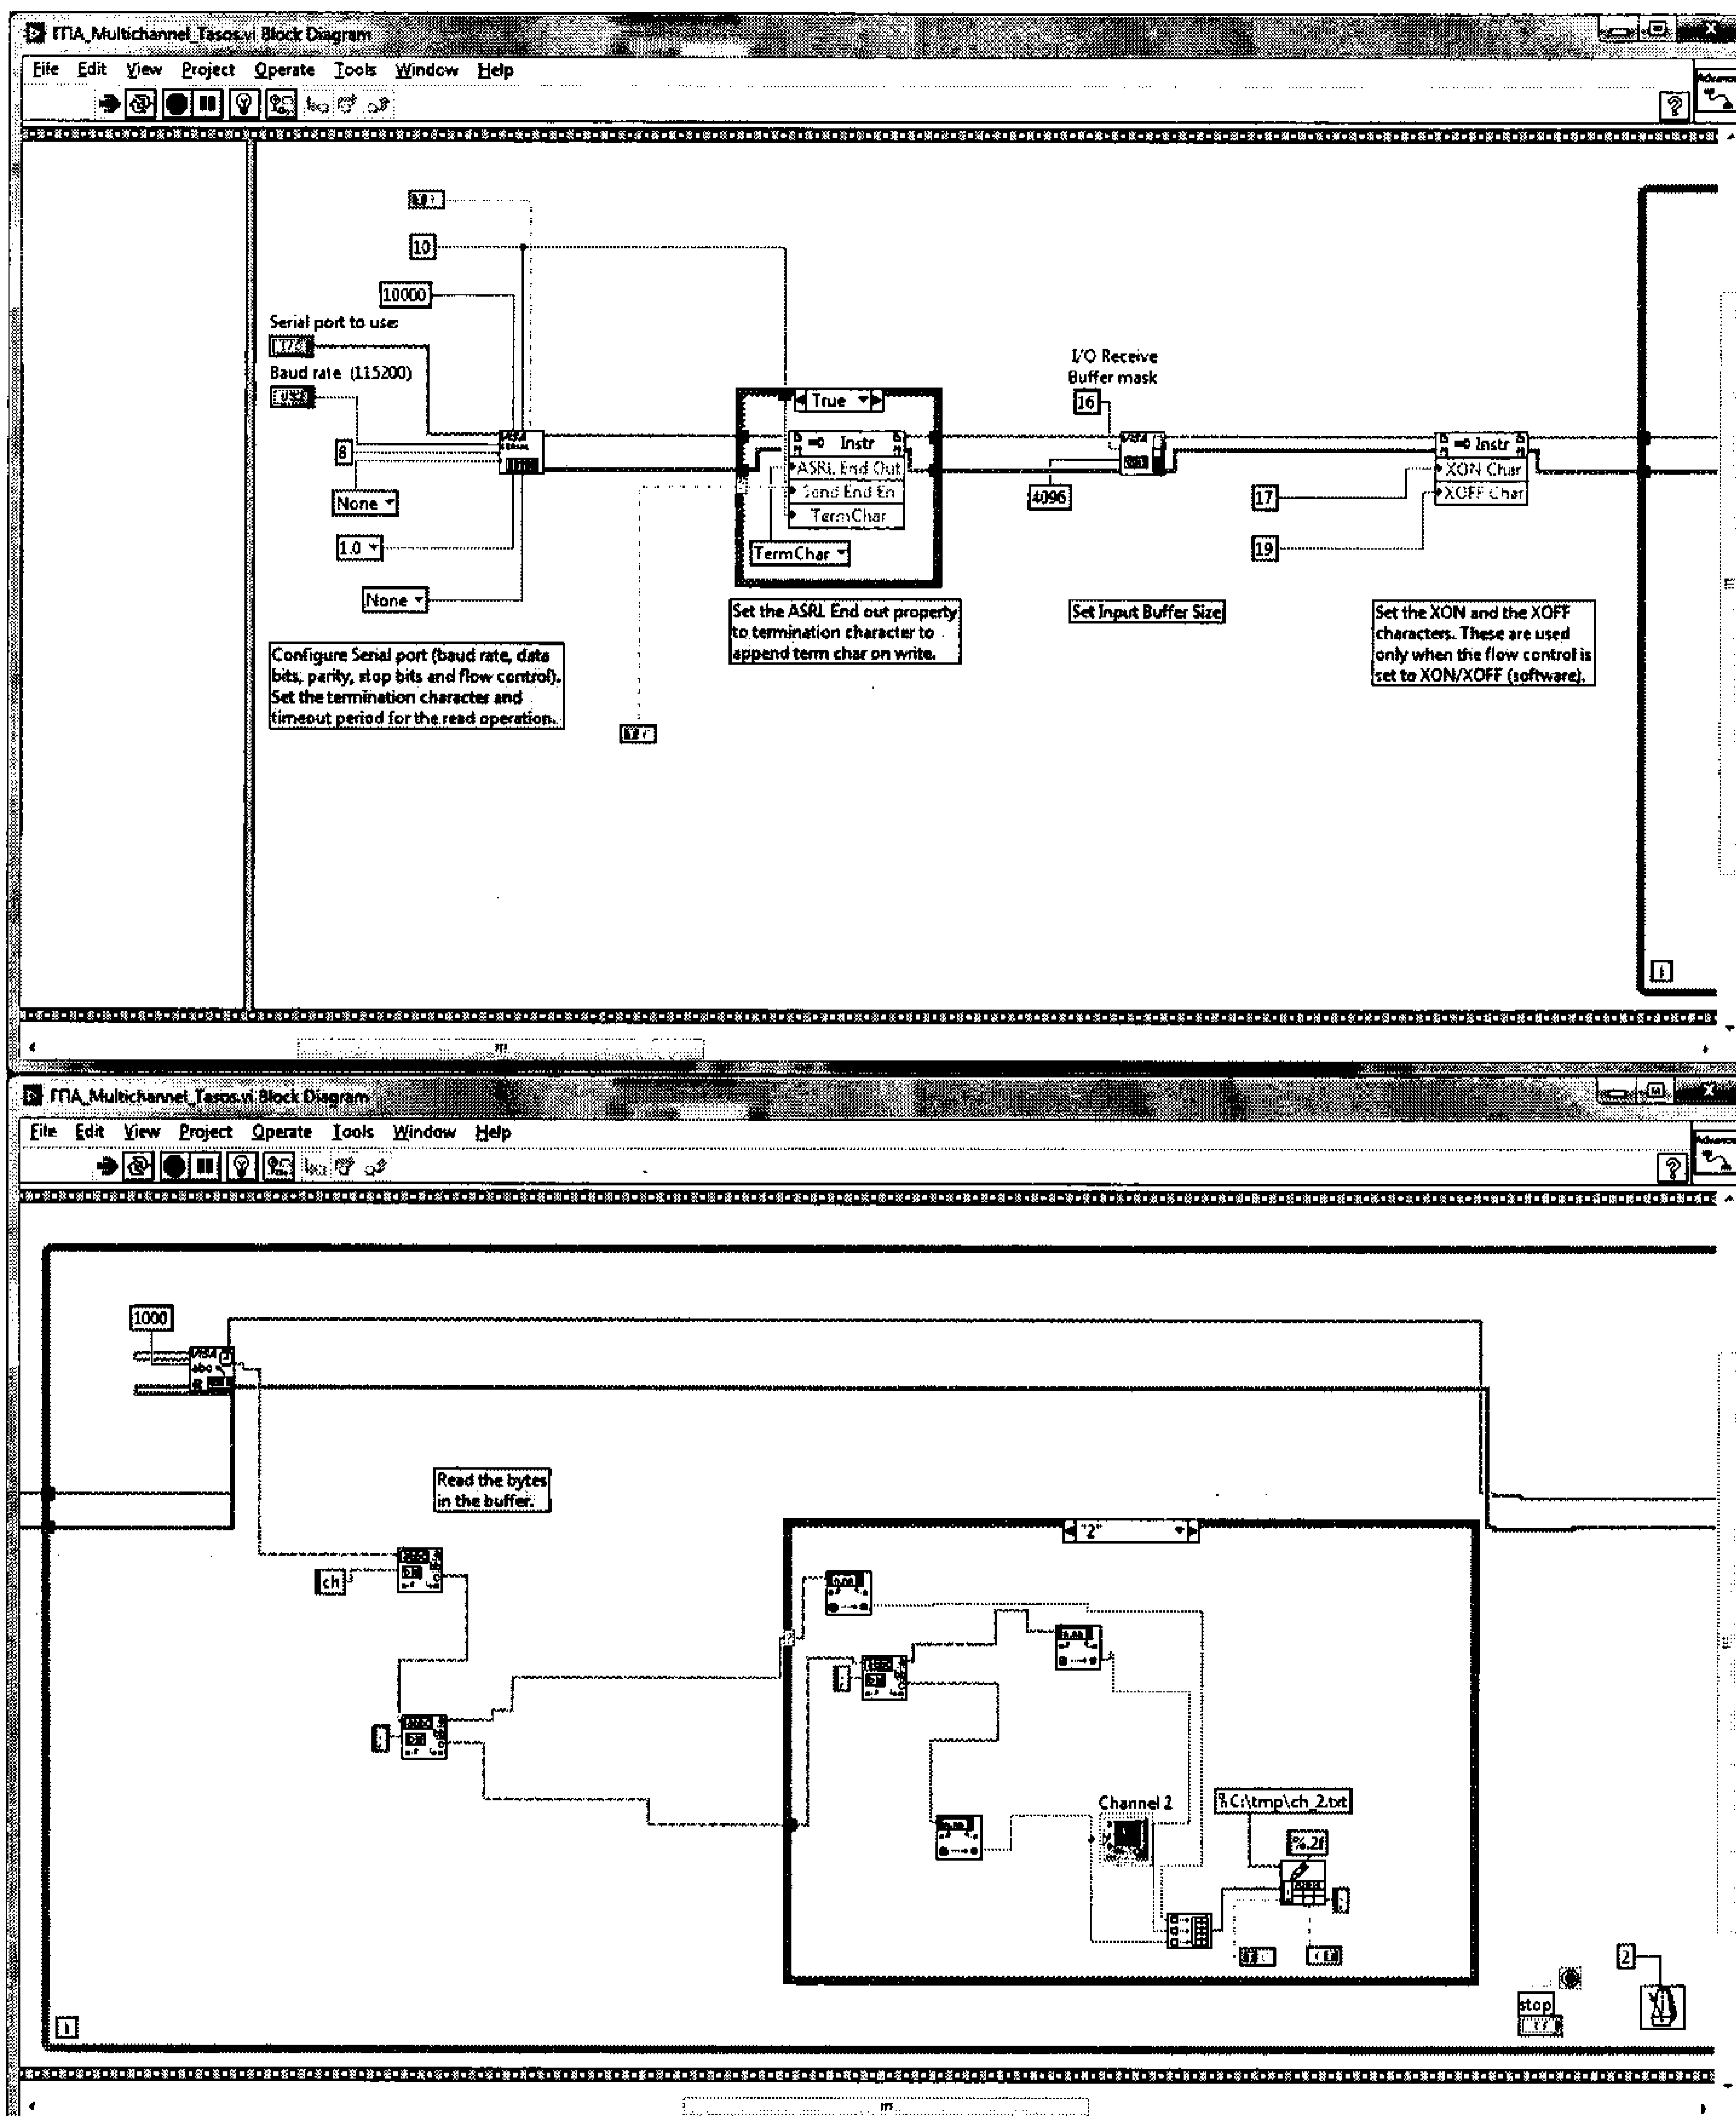 Block Diagram
File Edit View Project Operate Tools Window Help
10
10000
Serial port to use:
I/O
Baud rate (115200)
U32
8
None
1.0
None
VISA
SERIAL
True
Instr
ASRL End Out
Send End En
TermChar
TermChar
I/O Receive
Buffer mask
16
4096
VISA
Instr
XON Char
XOFF Char
17
19
Configure Serial port (baud rate, data
bits, parity, stop bits and flow control).
Set the termination character and
timeout period for the read operation.
Set the ASRL End out property
to termination character to
append term char on write.
Set Input Buffer Size
Set the XON and the XOFF
characters. These are used
only when the flow control is
set to XON/XOFF (software).
i
Block Diagram
File Edit View Project Operate Tools Window Help
1000
VISA
abc
R
Read the bytes
in the buffer.
"2"
ch
Channel 2
C:\tmp\ch_2.txt
%.2f
2
stop
i